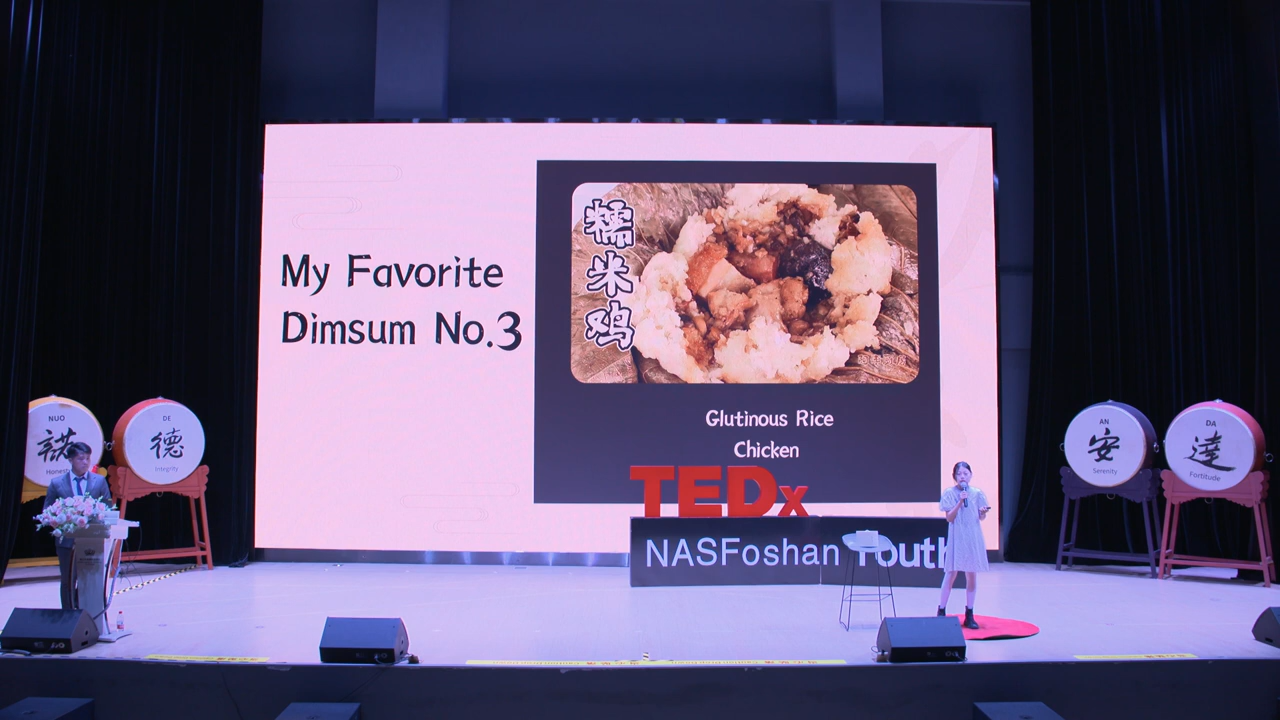 My Favorite
Dimsum No.3
糯米鸡
Glutinous Rice
Chicken
TEDx
NASFoshan Youth
NUO
諾
Honesty
DE
德
Integrity
AN
安
Serenity
DA
達
Fortitude